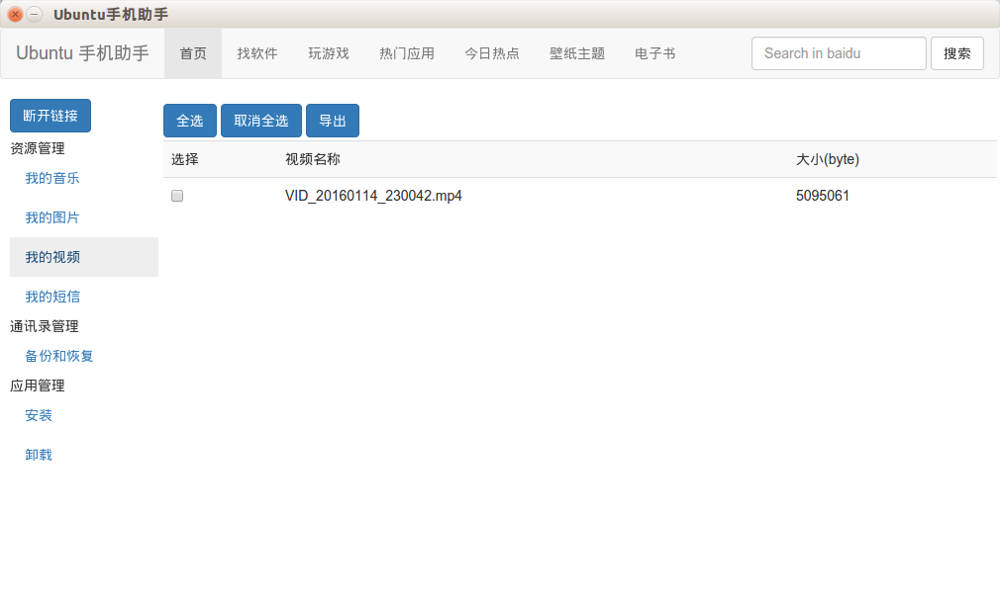 Ubuntu手机助手
Ubuntu 手机助手 首页 找软件 玩游戏 热门应用 今日热点 壁纸主题 电子书 Search in baidu 搜索
断开链接
资源管理
我的音乐
我的图片
我的视频
我的短信
通讯录管理
备份和恢复
应用管理
安装
卸载
全选 取消全选 导出
选择 视频名称 大小(byte)
VID_20160114_230042.mp4 5095061